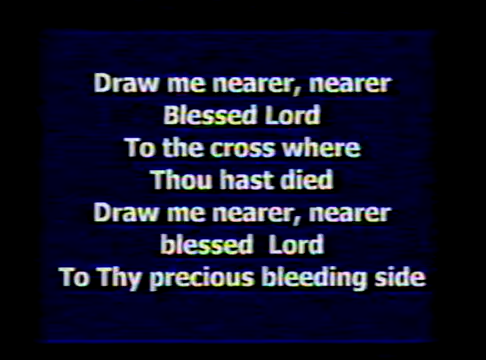 Draw me nearer, nearer
Blessed Lord
To the cross where
Thou hast died
Draw me nearer, nearer
blessed Lord
To Thy precious bleeding side